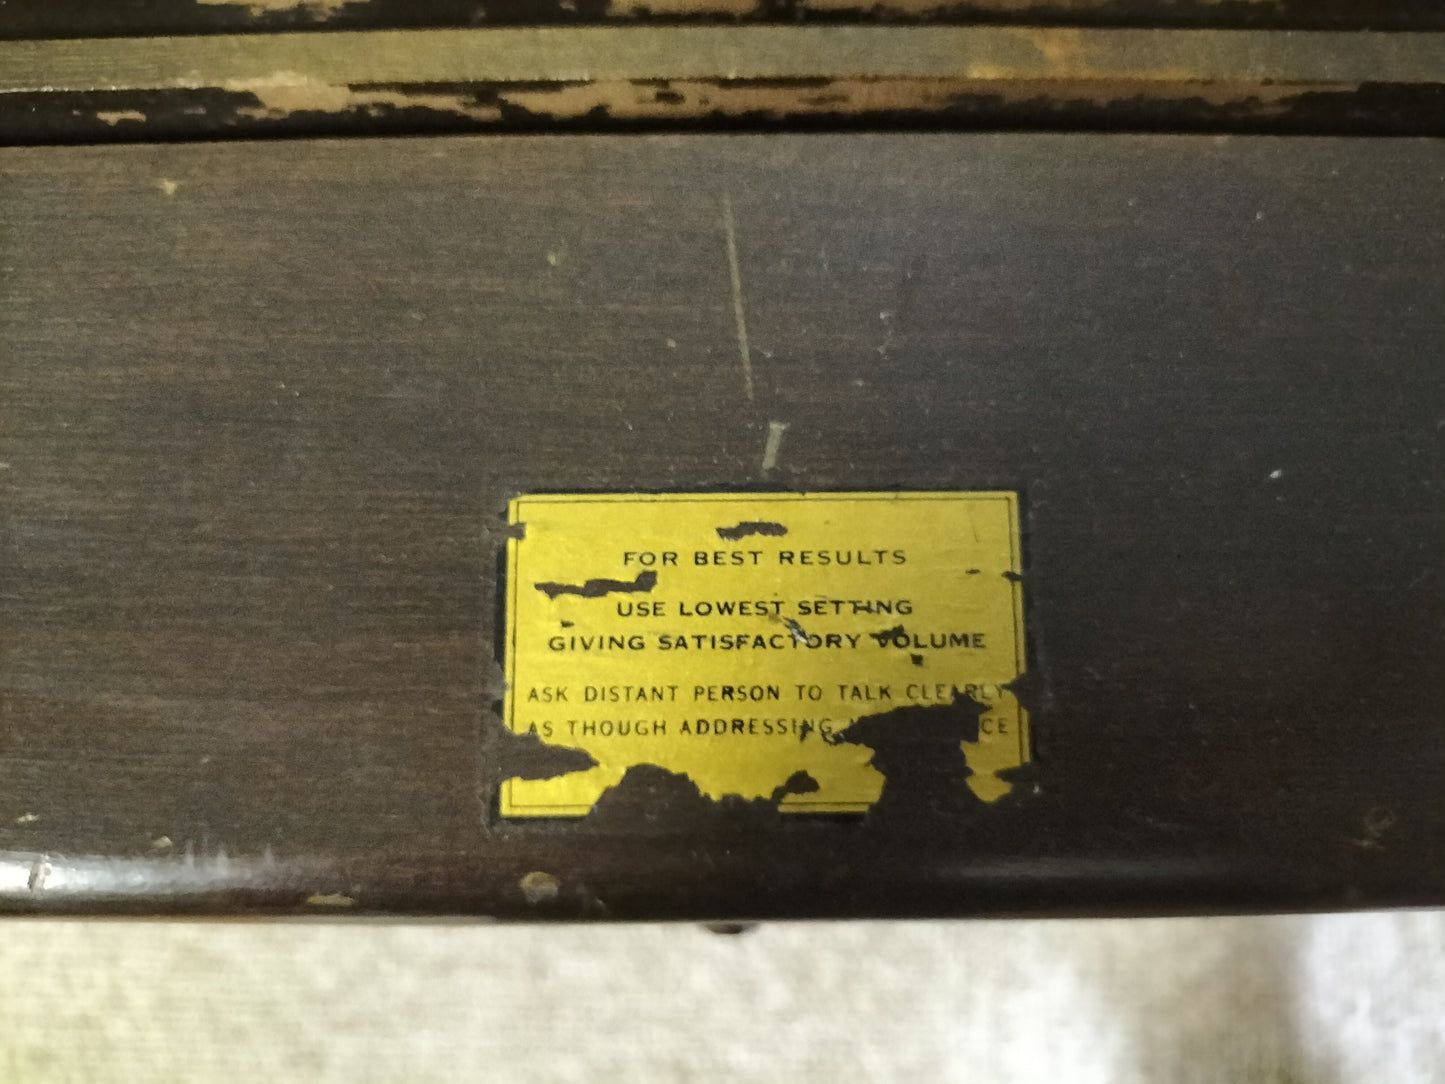 FOR BEST RESULTS
USE LOWEST SETTING
GIVING SATISFACTORY VOLUME
ASK DISTANT PERSON TO TALK CLEARLY
AS THOUGH ADDRESSING